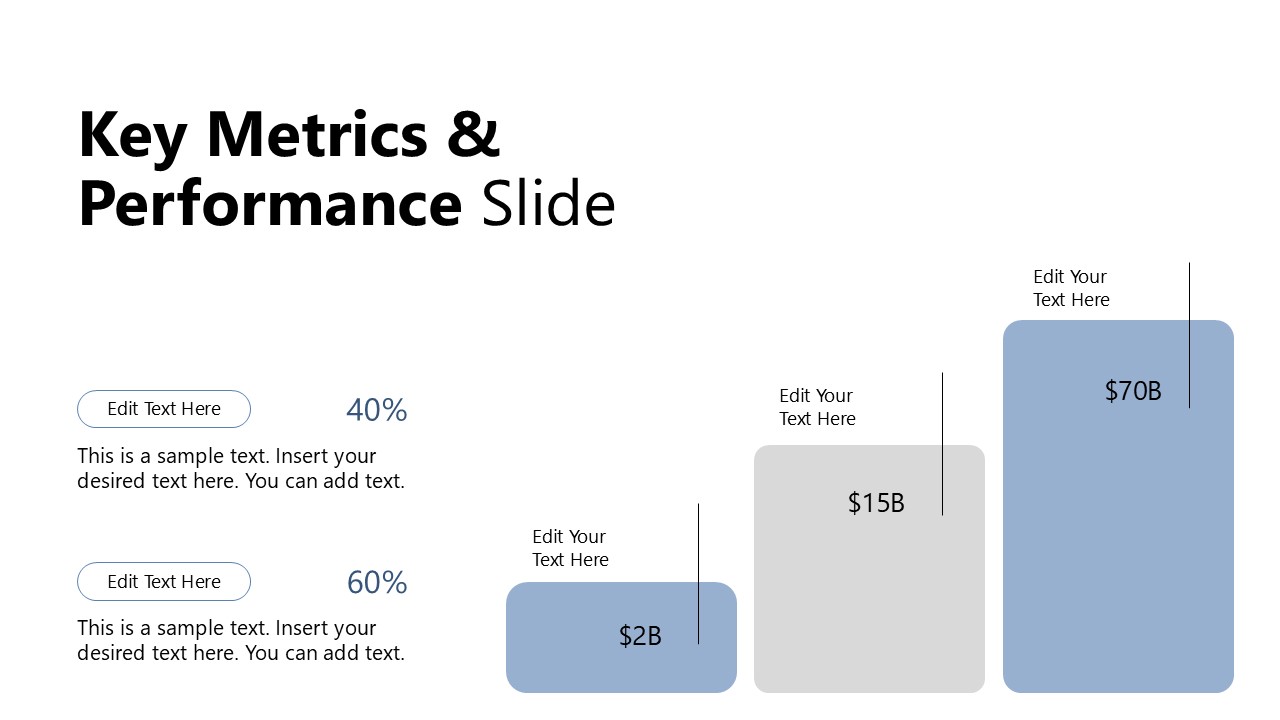 Key Metrics &
Performance Slide
Edit Text Here
40%
This is a sample text. Insert your
desired text here. You can add text.
Edit Text Here
60%
This is a sample text. Insert your
desired text here. You can add text.
Edit Your
Text Here
$2B
Edit Your
Text Here
$15B
Edit Your
Text Here
$70B